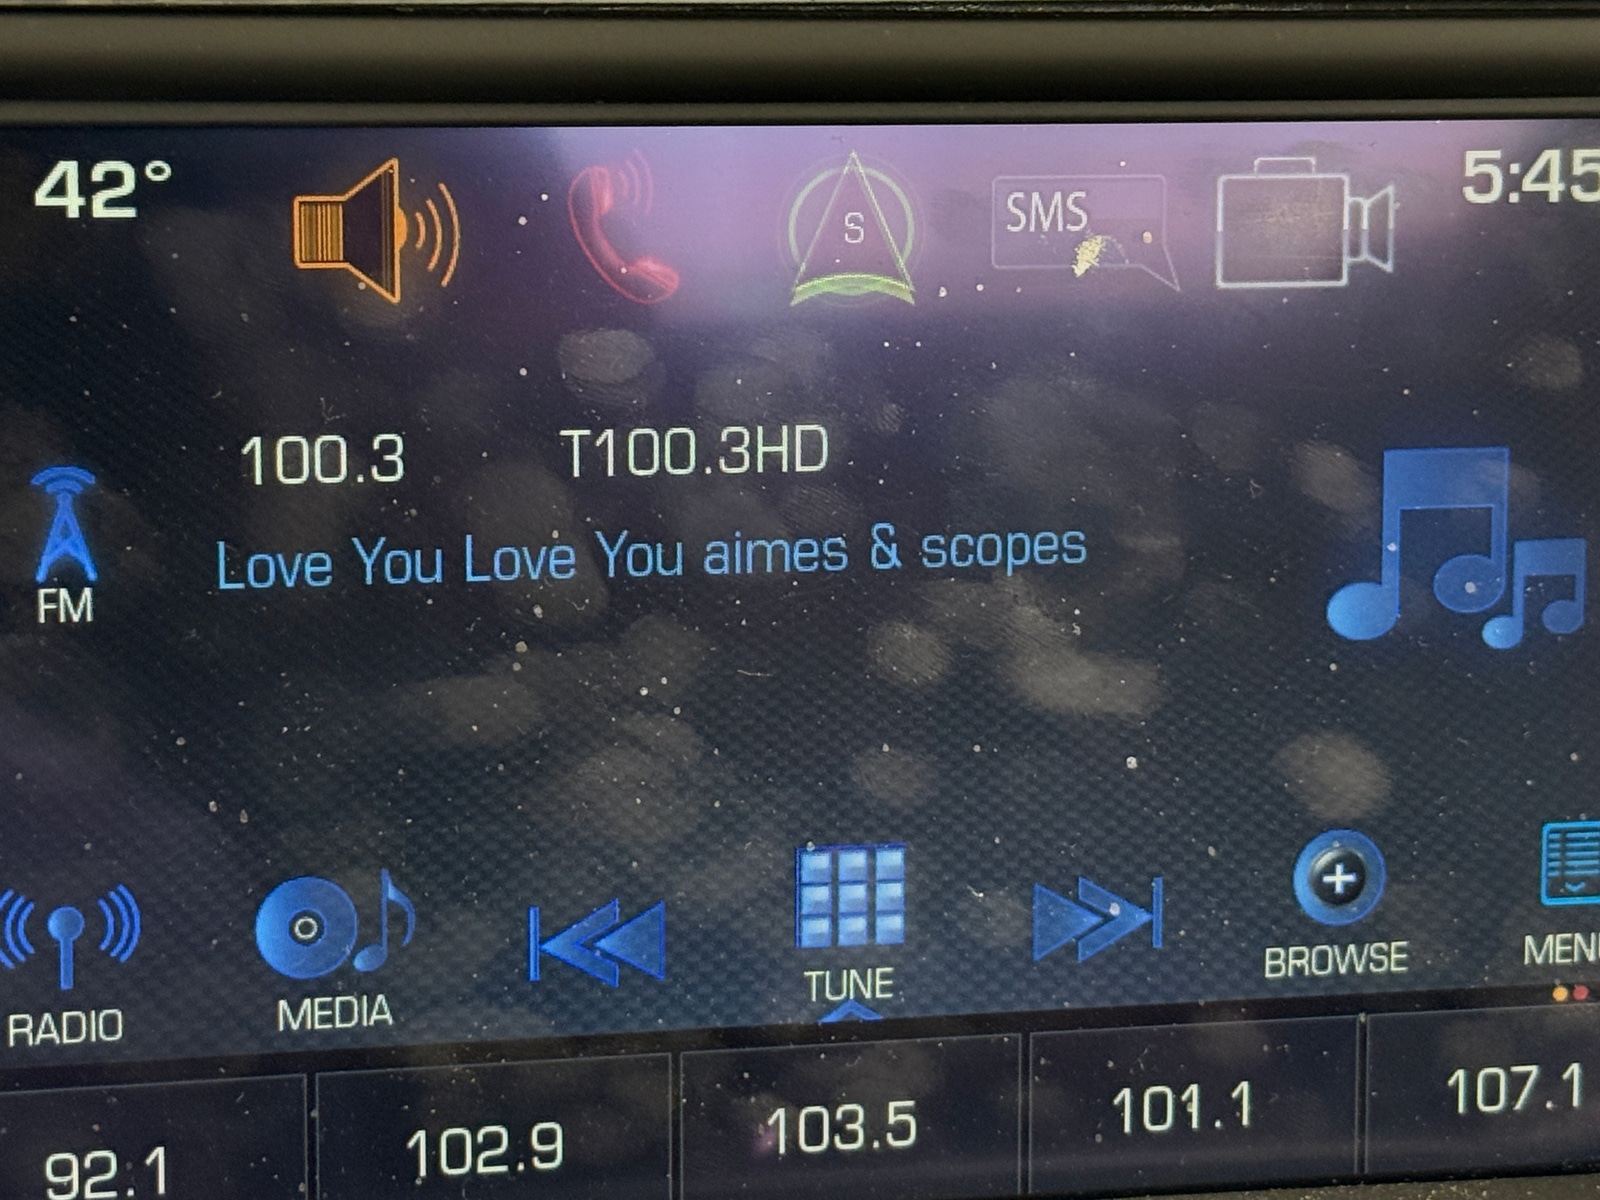 42°
S
SMS
5:45
100.3 T100.3HD
Love You Love You aimes & scopes
FM
TUNE
BROWSE
MENU
RADIO
MEDIA
92.1
102.9
103.5
101.1
107.1